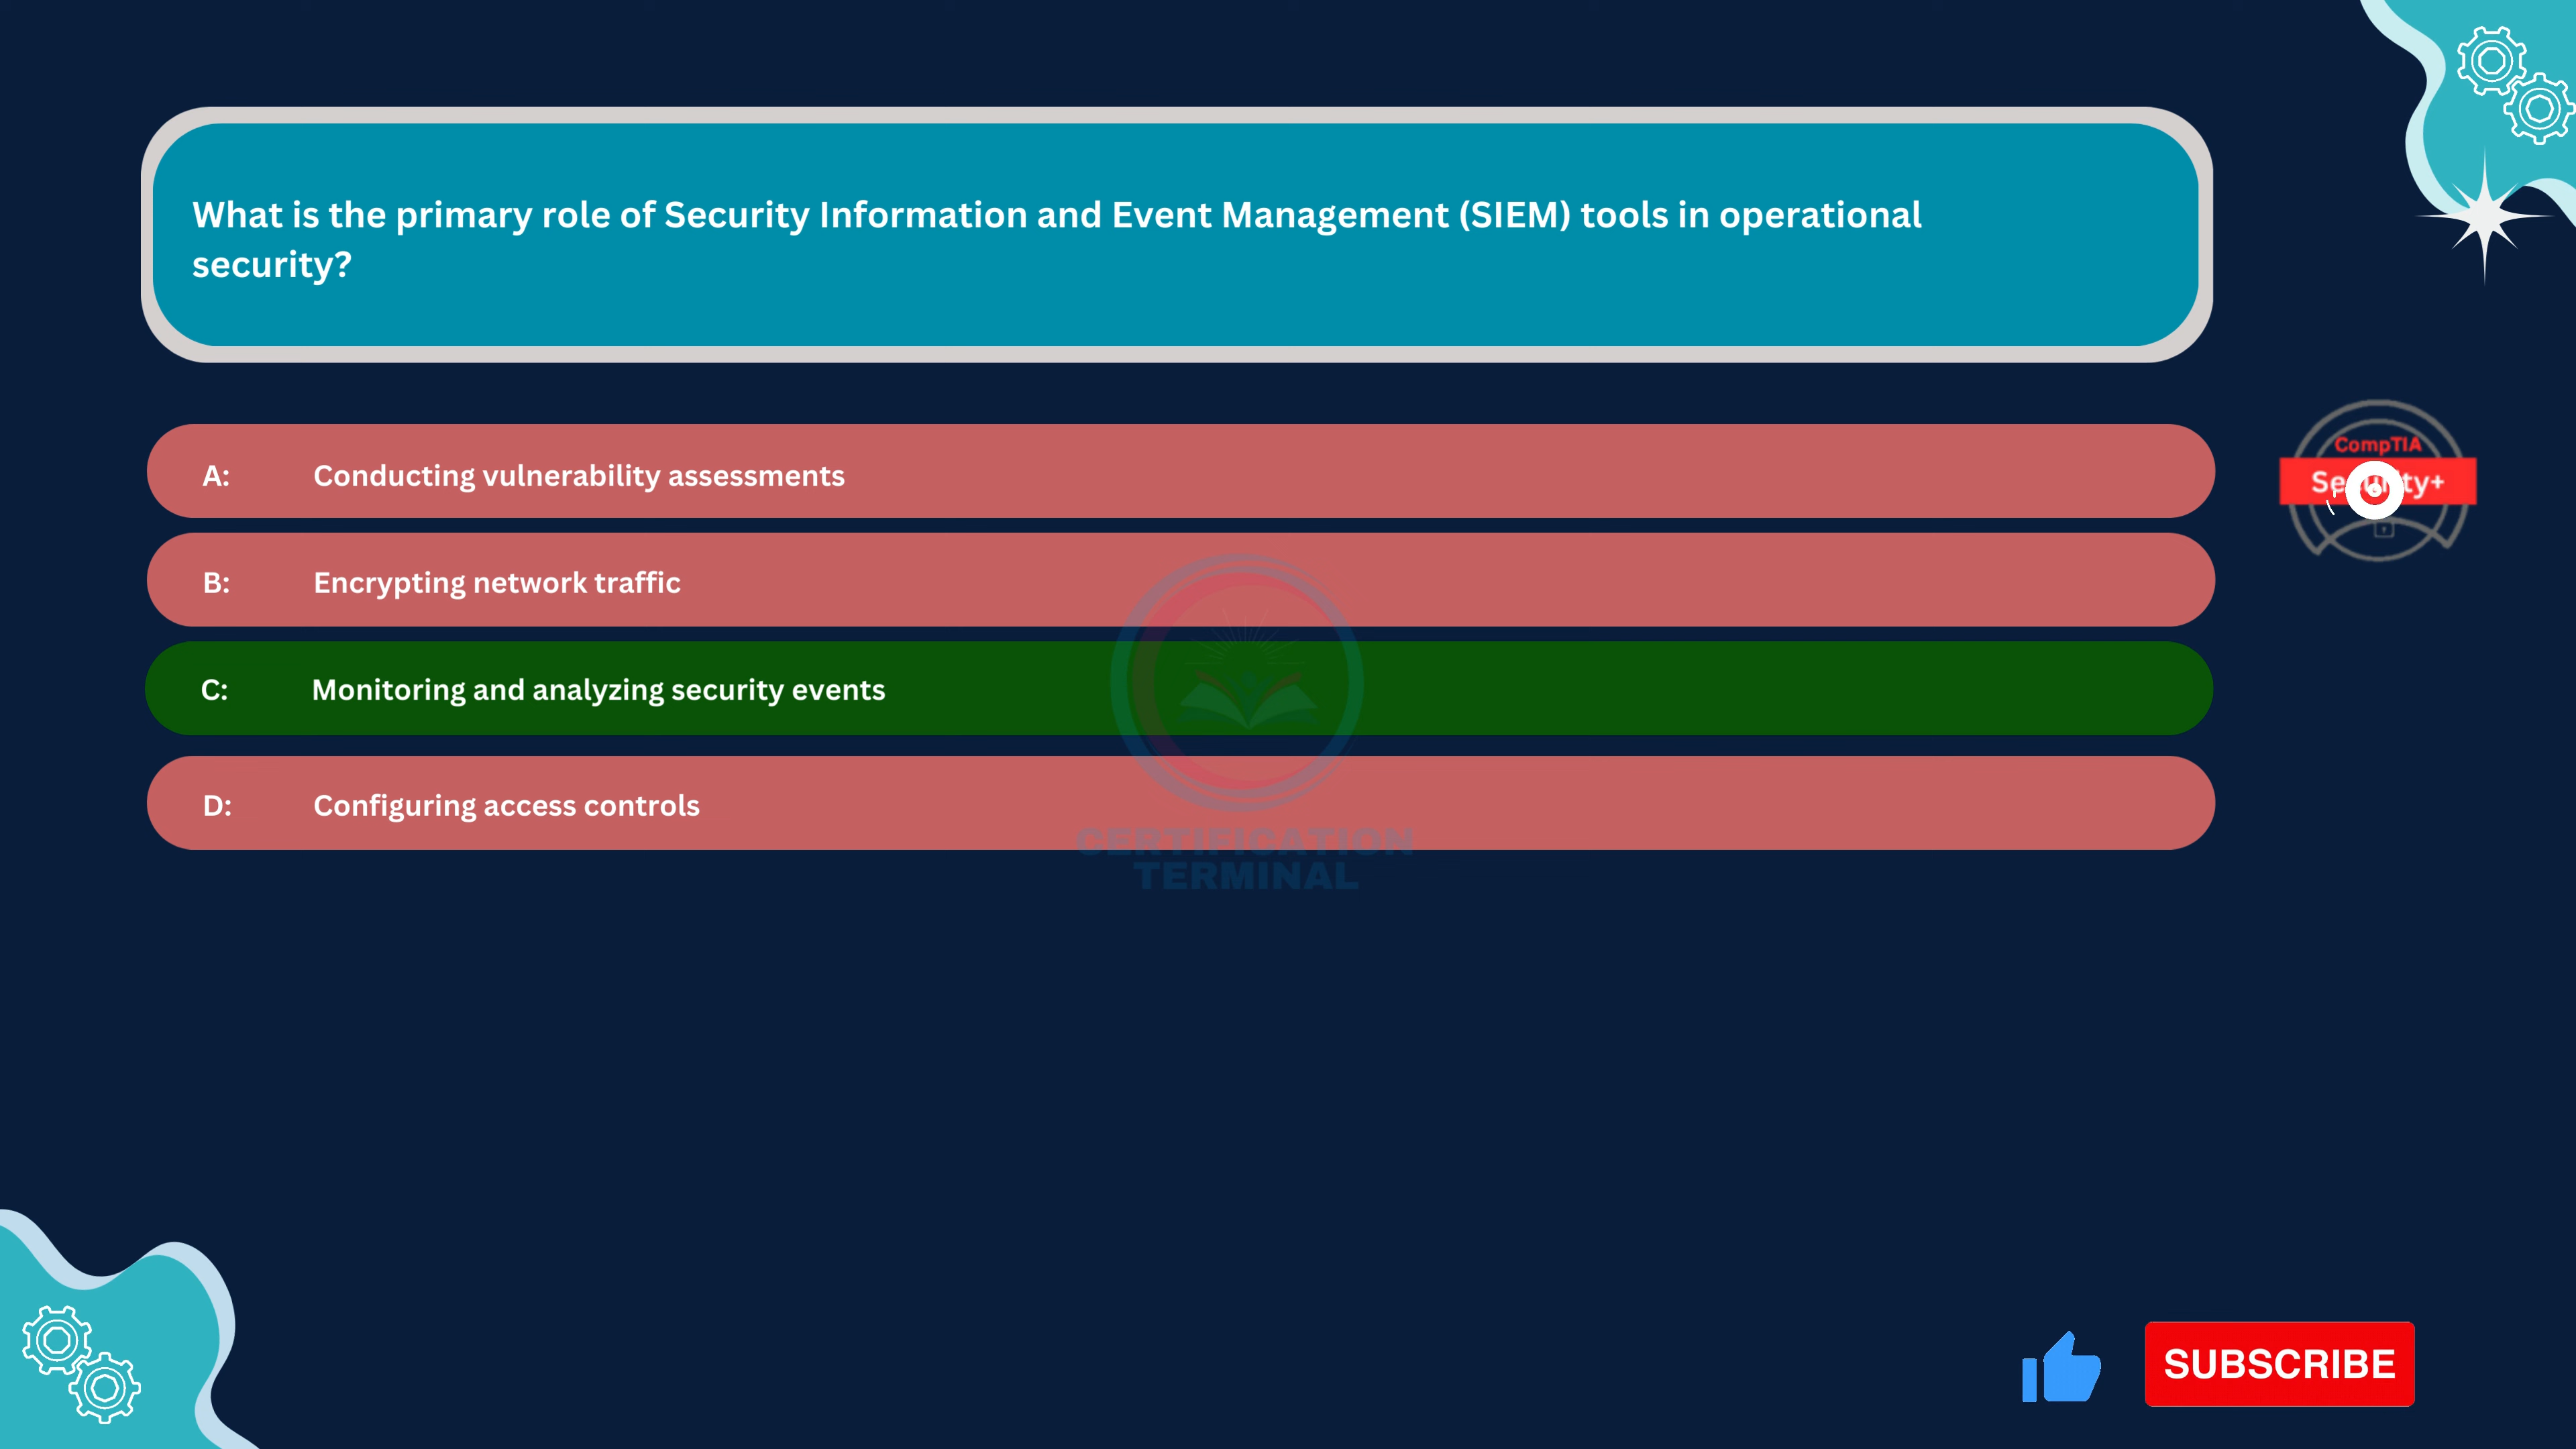 What is the primary role of Security Information and Event Management (SIEM) tools in operational
security?
A: Conducting vulnerability assessments
CompTIA
B: Encrypting network traffic
C: Monitoring and analyzing security events
D: Configuring access controls
CERTIFICATION
TERMINAL
SUBSCRIBE